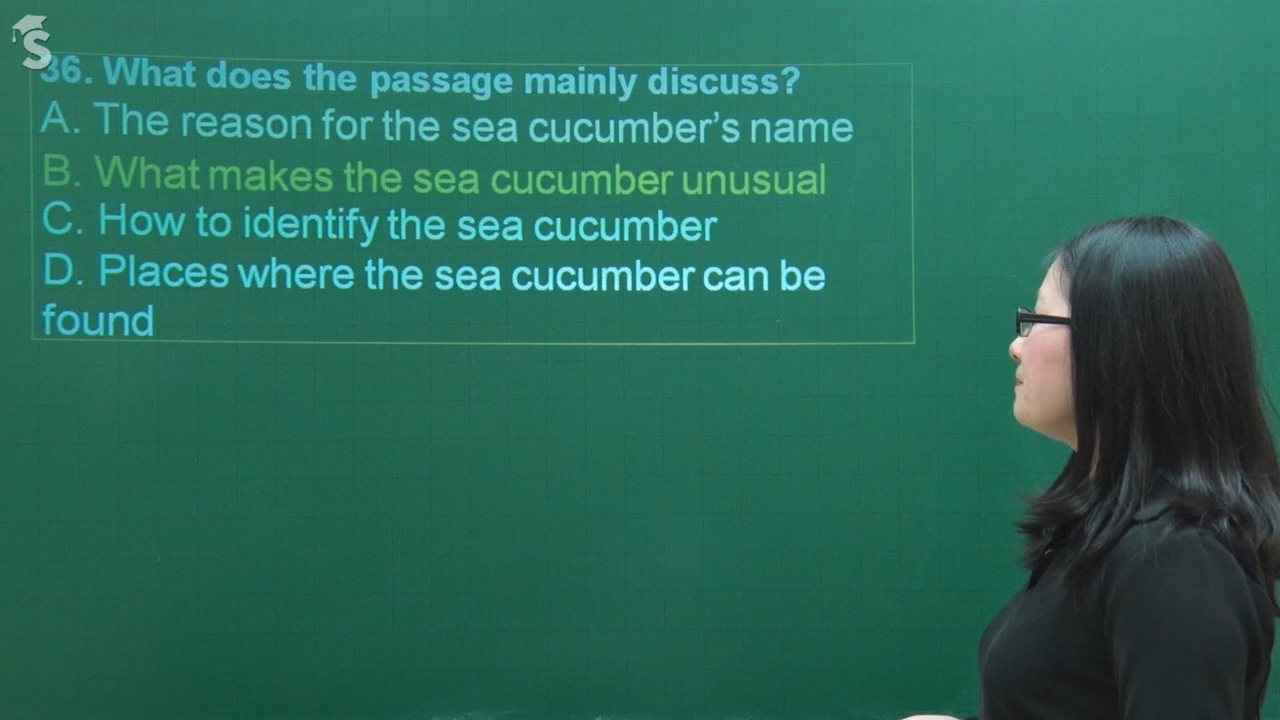 S
36. What does the passage mainly discuss?
A. The reason for the sea cucumber’s name
B. What makes the sea cucumber unusual
C. How to identify the sea cucumber
D. Places where the sea cucumber can be
found